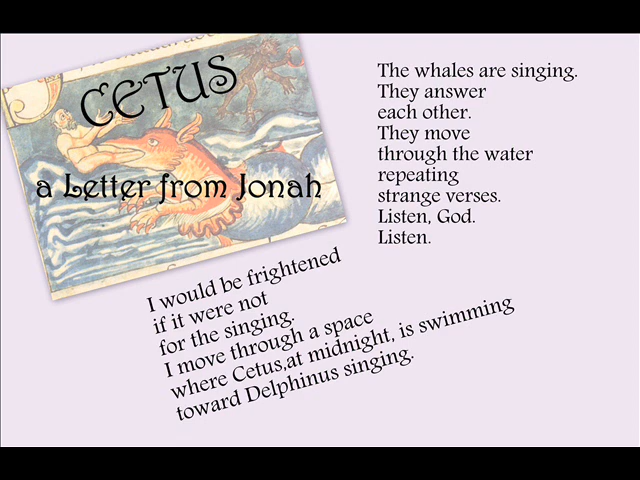 CETUS
a Letter from Jonah
The whales are singing.
They answer
each other.
They move
through the water
repeating
strange verses.
Listen, God.
Listen.
I would be frightened
if it were not
for the singing.
I move through a space
where Cetus,at midnight, is swimming
toward Delphinus singing.